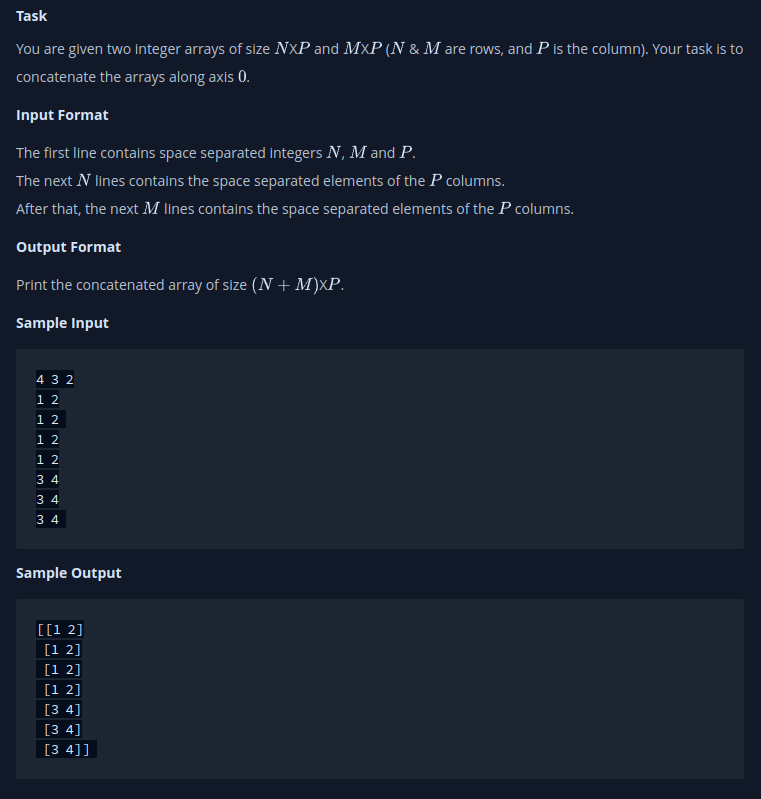 Task
You are given two integer arrays of size NXP and MXP (N & M are rows, and P is the column). Your task is to
concatenate the arrays along axis 0.
Input Format
The first line contains space separated integers N, M and P.
The next N lines contains the space separated elements of the P columns.
After that, the next M lines contains the space separated elements of the P columns.
Output Format
Print the concatenated array of size (N + M)XP.
Sample Input
4 3 2
1 2
1 2
1 2
1 2
3 4
3 4
3 4
Sample Output
[[1 2]
[1 2]
[1 2]
[1 2]
[3 4]
[3 4]
[3 4]]